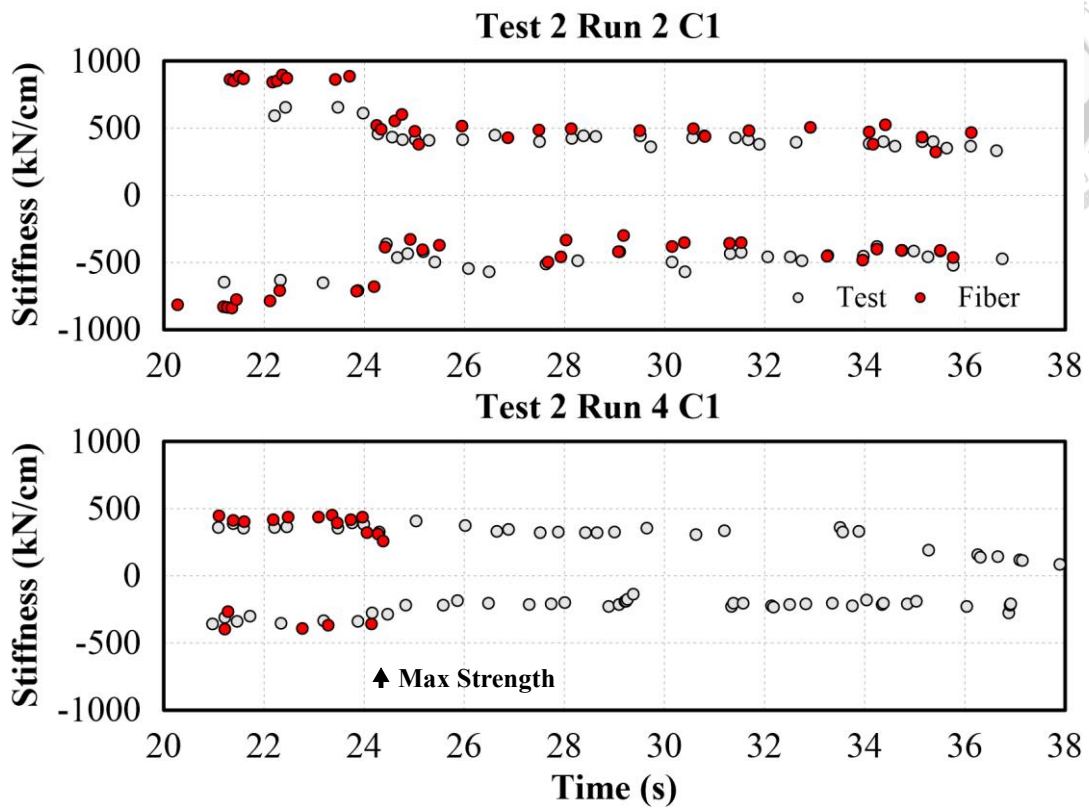 Test 2 Run 2 C1
1000
500
0
-500
-1000
Stiffness (kN/cm)
Test Fiber
20 22 24 26 28 30 32 34 36 38
Test 2 Run 4 C1
1000
500
0
-500
-1000
Stiffness (kN/cm)
Max Strength
20 22 24 26 28 30 32 34 36 38
Time (s)